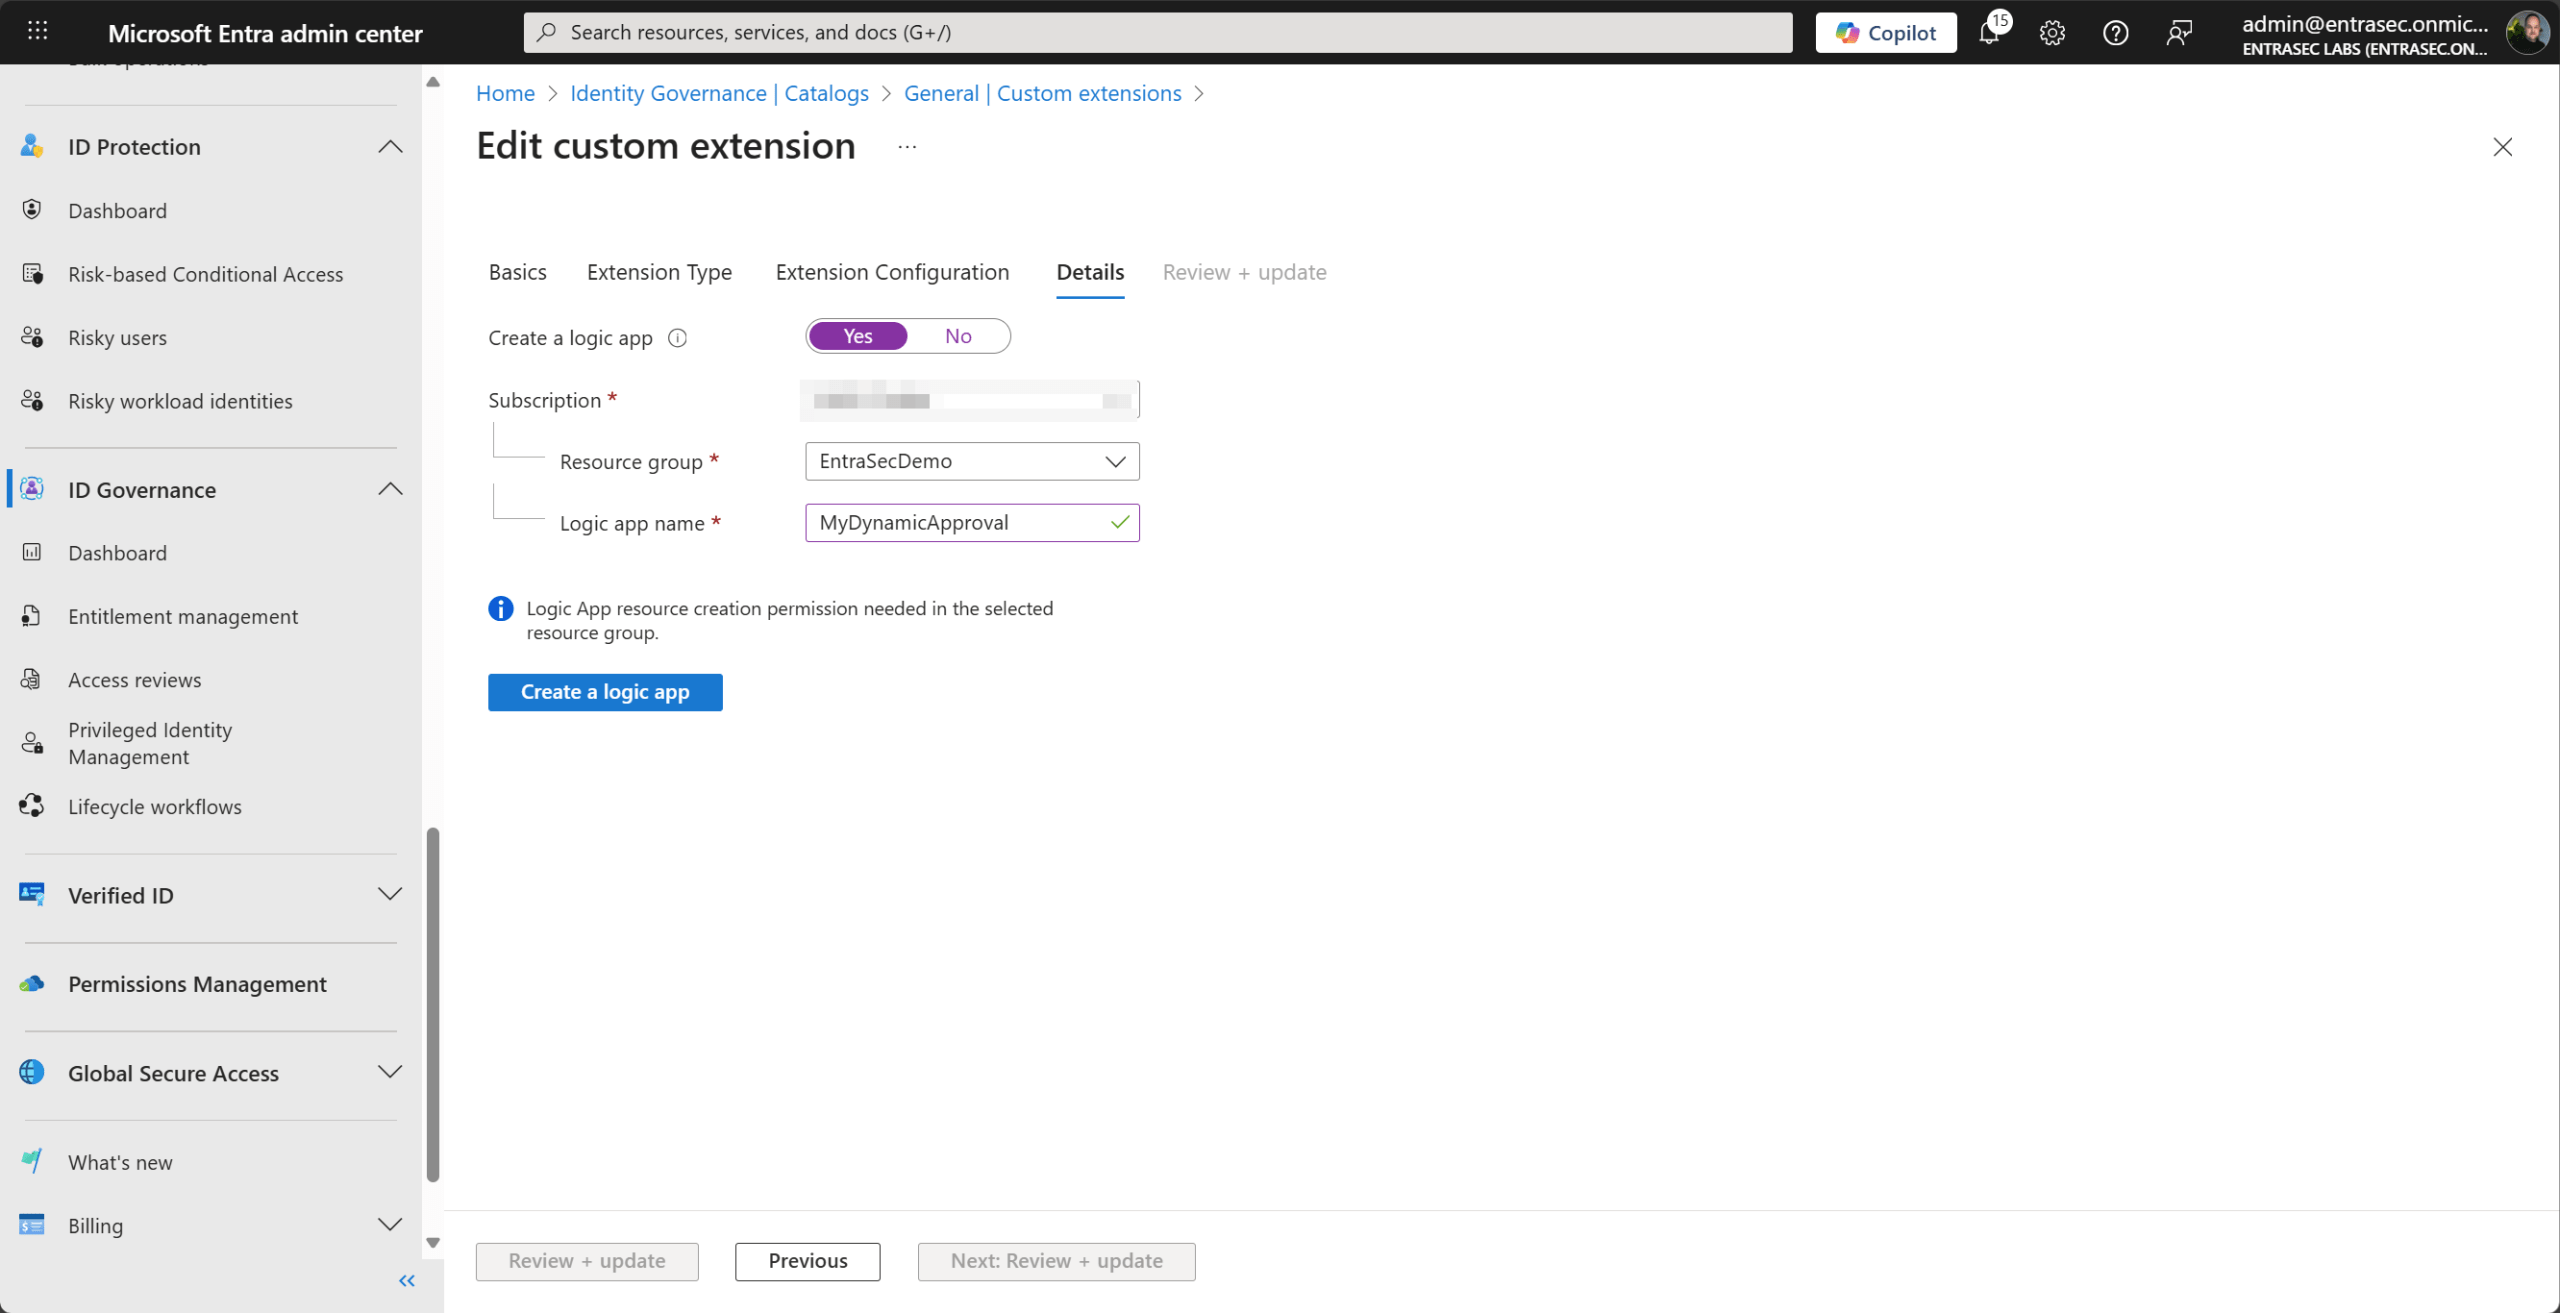 Microsoft Entra admin center
Search resources, services, and docs (G+/)
Copilot
15
admin@entrasec.onmic...
ENTRASEC LABS (ENTRASEC.ON...
Bulk operations
ID Protection
Dashboard
Risk-based Conditional Access
Risky users
Risky workload identities
ID Governance
Dashboard
Entitlement management
Access reviews
Privileged Identity
Management
Lifecycle workflows
Verified ID
Permissions Management
Global Secure Access
What's new
Billing
Home > Identity Governance | Catalogs > General | Custom extensions >
Edit custom extension ...
Basics Extension Type Extension Configuration Details Review + update
Create a logic app Yes No
Subscription *
Resource group * EntraSecDemo
Logic app name * MyDynamicApproval
Logic App resource creation permission needed in the selected
resource group.
Create a logic app
Review + update Previous Next: Review + update